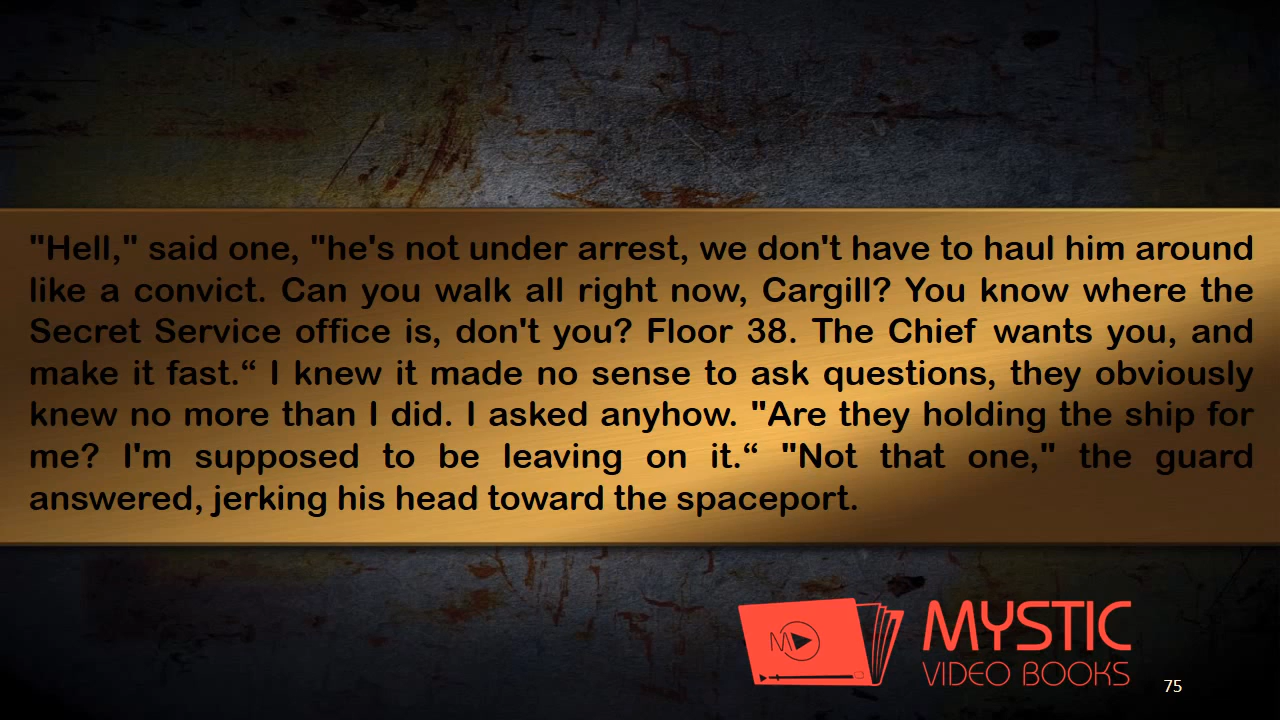 "Hell," said one, "he's not under arrest, we don't have to haul him around
like a convict. Can you walk all right now, Cargill? You know where the
Secret Service office is, don't you? Floor 38. The Chief wants you, and
make it fast.“ I knew it made no sense to ask questions, they obviously
knew no more than I did. I asked anyhow. "Are they holding the ship for
me? I'm supposed to be leaving on it.“ "Not that one," the guard
answered, jerking his head toward the spaceport.
M
MYSTIC
VIDEO BOOKS
75